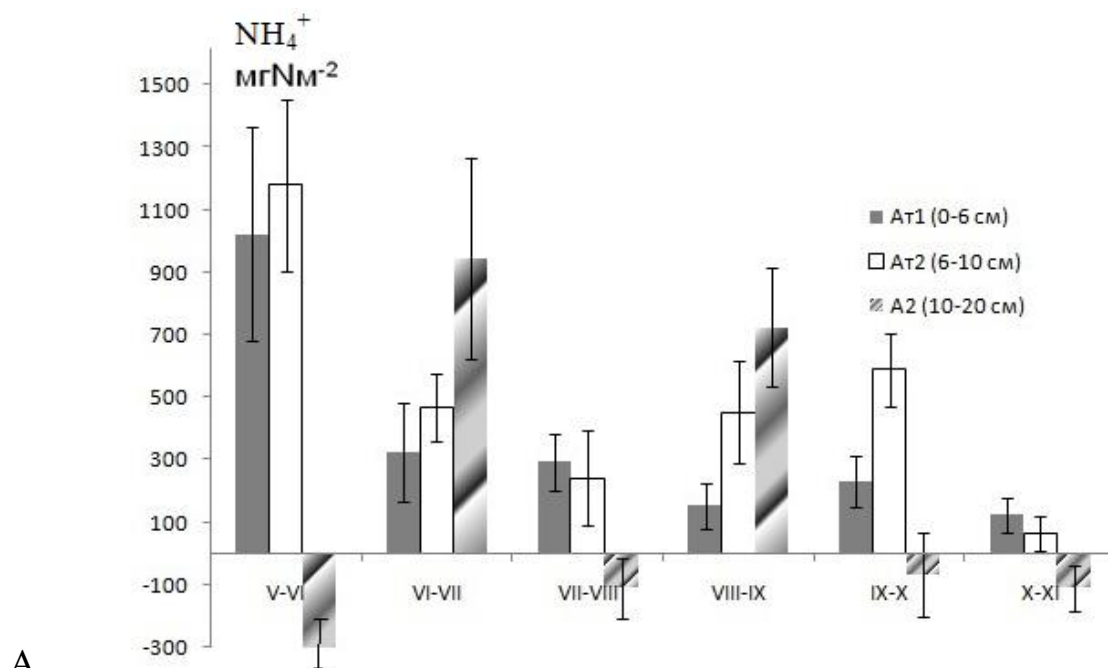 NH₄⁺
мгNм⁻²
1500
1300
1100
900
700
500
300
100
-100
-300
Ат1 (0-6 см)
Ат2 (6-10 см)
А2 (10-20 см)
V-VI
VI-VII
VII-VIII
VIII-IX
IX-X
X-XI
А